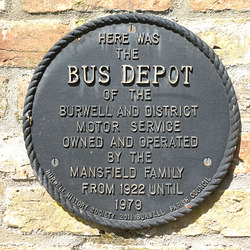 HERE WAS
THE
BUS DEPOT
OF THE
BURWELL AND DISTRICT
MOTOR SERVICE
OWNED AND OPERATED
BY THE
MANSFIELD FAMILY
FROM 1922 UNTIL
1979
BURWELL HISTORY SOCIETY 2011 BURWELL PARISH COUNCIL